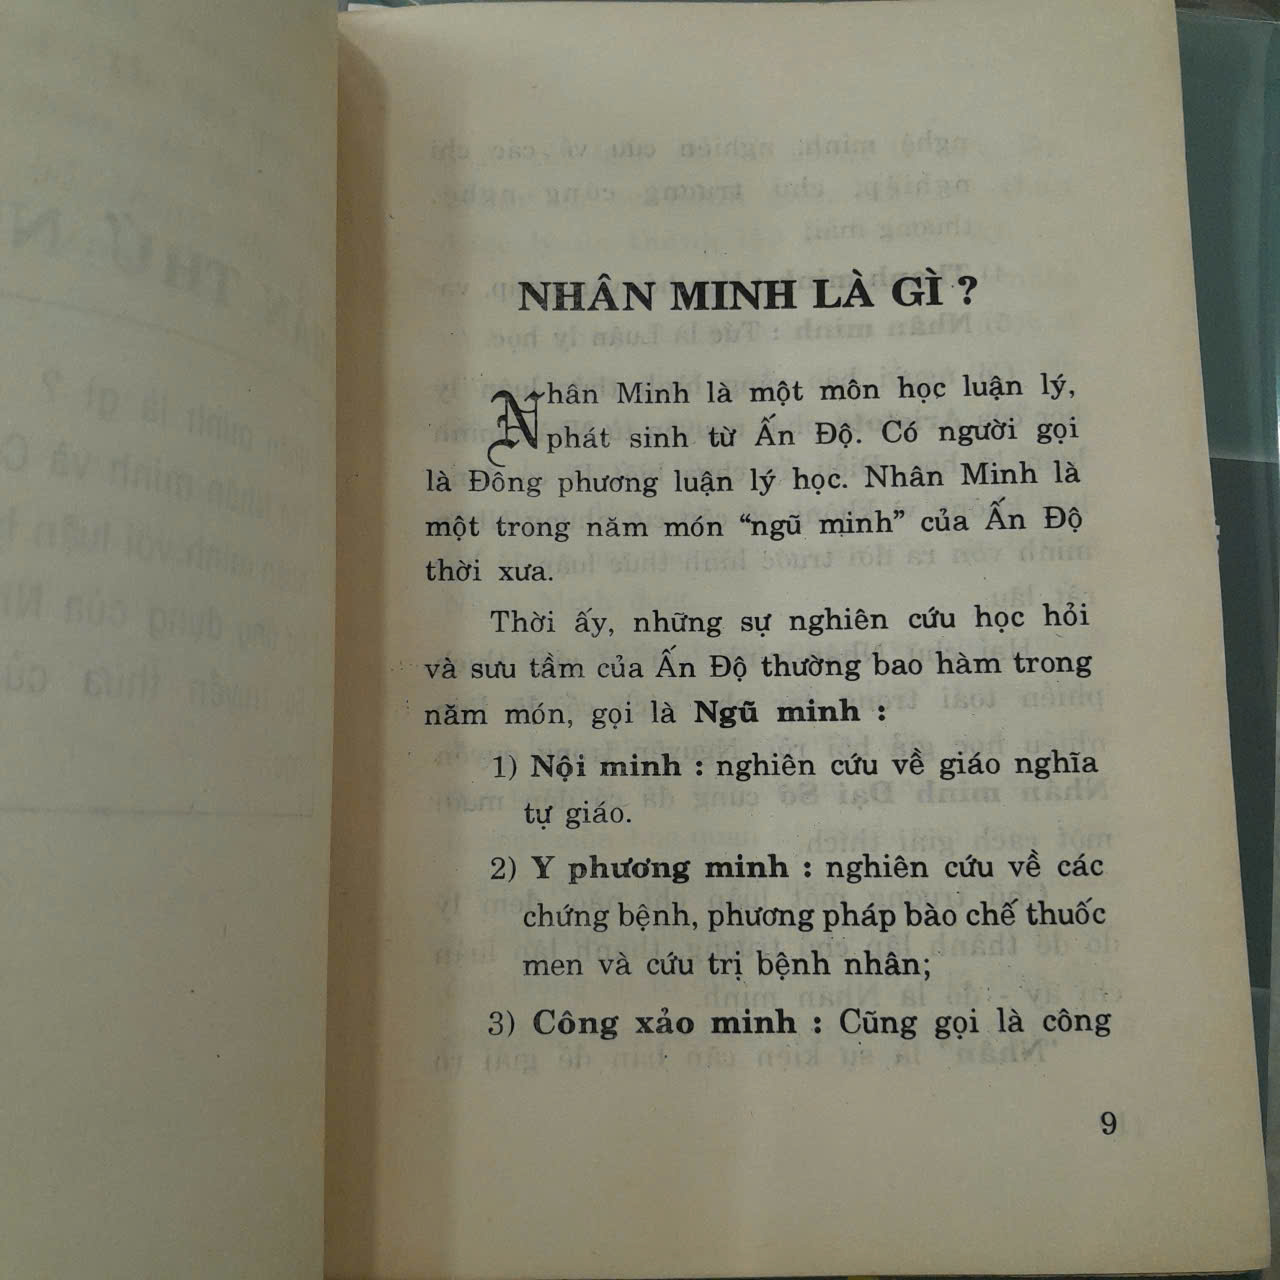 NHÂN MINH LÀ GÌ ?
Nhân Minh là một môn học luận lý,
phát sinh từ Ấn Độ. Có người gọi
là Đông phương luận lý học. Nhân Minh là
một trong năm món “ngũ minh” của Ấn Độ
thời xưa.
Thời ấy, những sự nghiên cứu học hỏi
và sưu tầm của Ấn Độ thường bao hàm trong
năm món, gọi là Ngũ minh :
1) Nội minh : nghiên cứu về giáo nghĩa
tự giáo.
2) Y phương minh : nghiên cứu về các
chứng bệnh, phương pháp bào chế thuốc
men và cứu trị bệnh nhân;
3) Công xảo minh : Cũng gọi là công
9